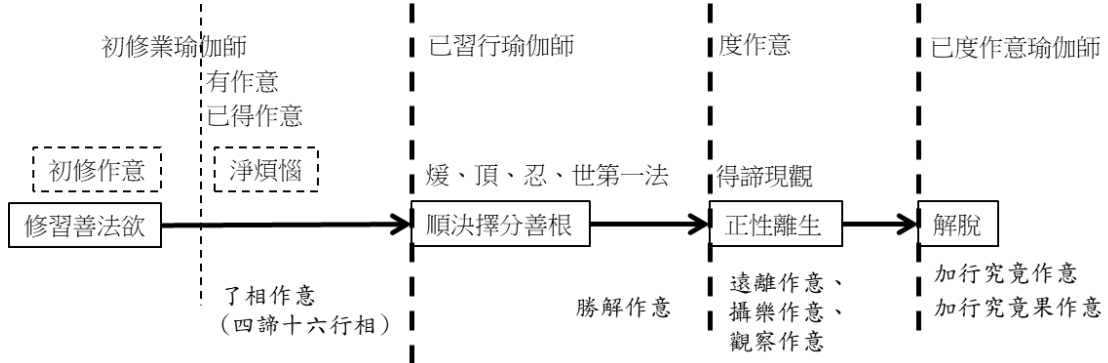 初修業瑜伽師
已習行瑜伽師
度作意
已度作意瑜伽師
有作意
已得作意
初修作意
淨煩惱
煖、頂、忍、世第一法
得諦現觀
修習善法欲
順決擇分善根
正性離生
解脫
了相作意
（四諦十六行相）
勝解作意
遠離作意、
攝樂作意、
觀察作意
加行究竟作意
加行究竟果作意